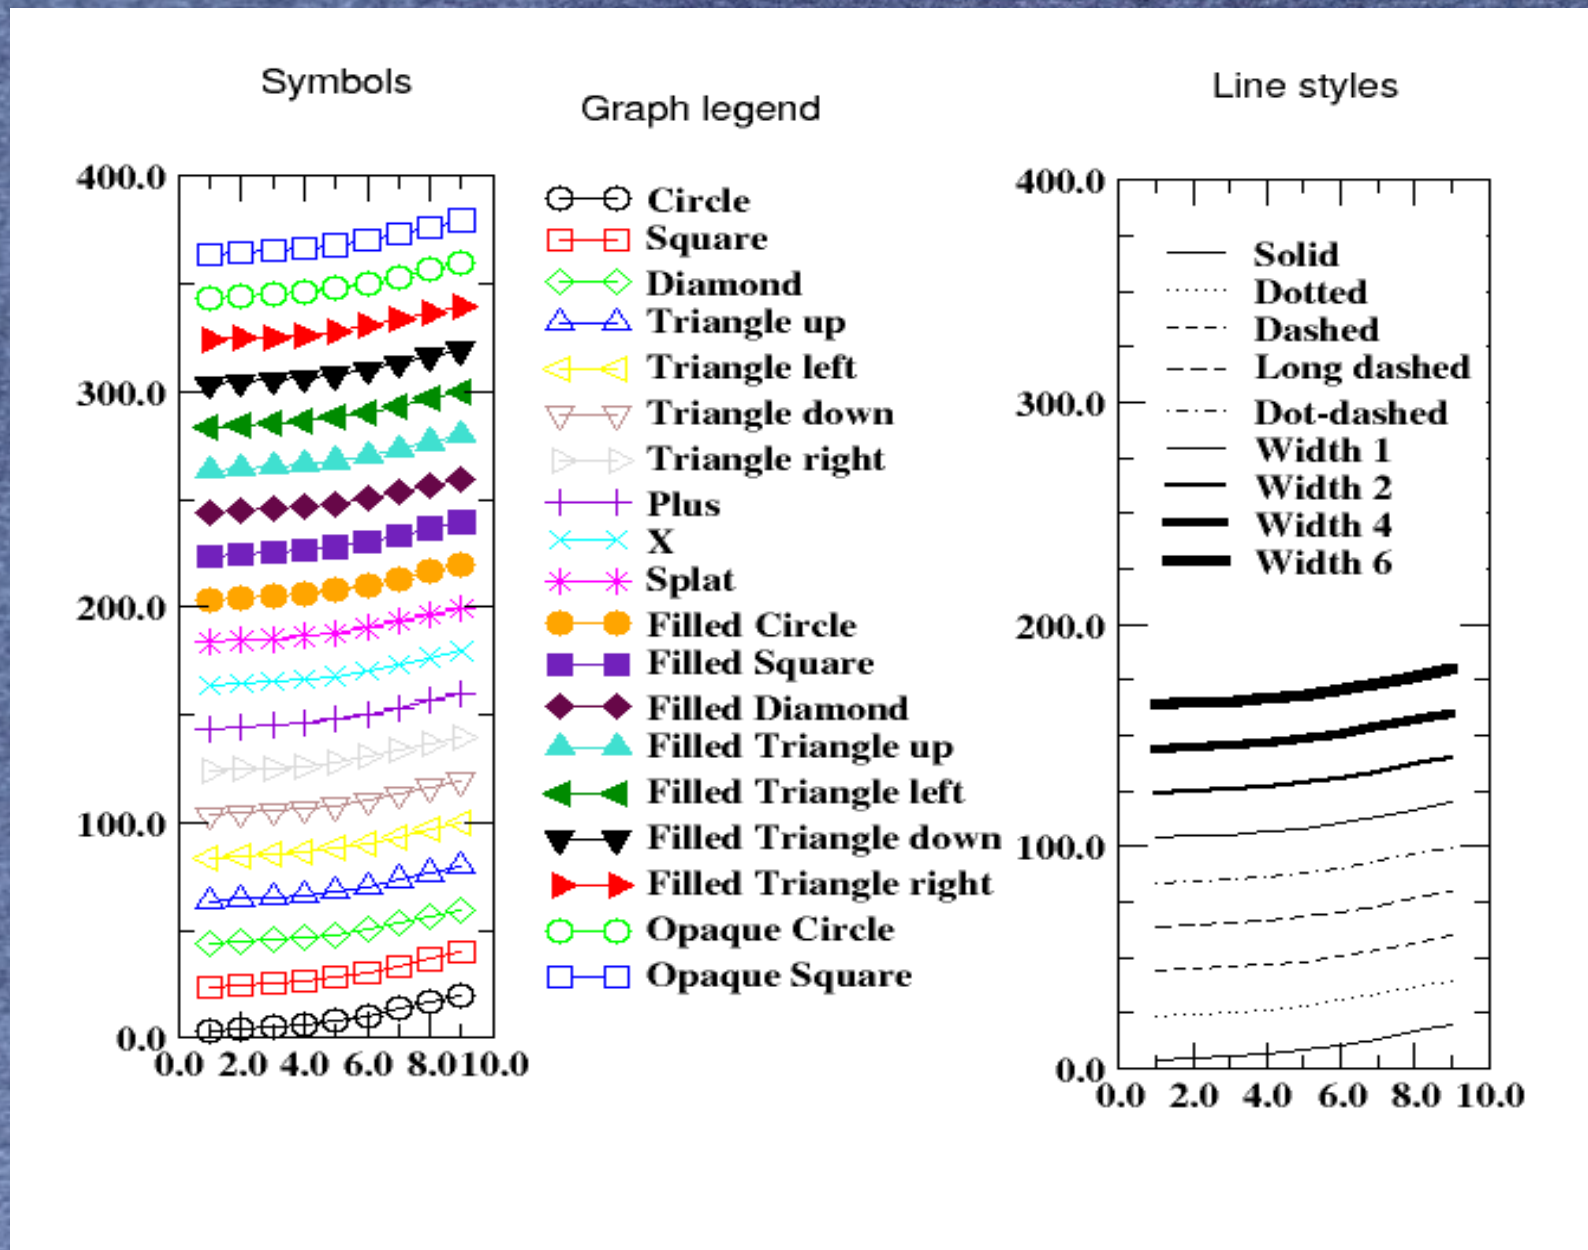 Symbols
Graph legend
Line styles
400.0
300.0
200.0
100.0
0.0
0.0 2.0 4.0 6.0 8.0 10.0
Circle
Square
Diamond
Triangle up
Triangle left
Triangle down
Triangle right
Plus
X
Splat
Filled Circle
Filled Square
Filled Diamond
Filled Triangle up
Filled Triangle left
Filled Triangle down
Filled Triangle right
Opaque Circle
Opaque Square
400.0
300.0
200.0
100.0
0.0
0.0 2.0 4.0 6.0 8.0 10.0
Solid
Dotted
Dashed
Long dashed
Dot-dashed
Width 1
Width 2
Width 4
Width 6